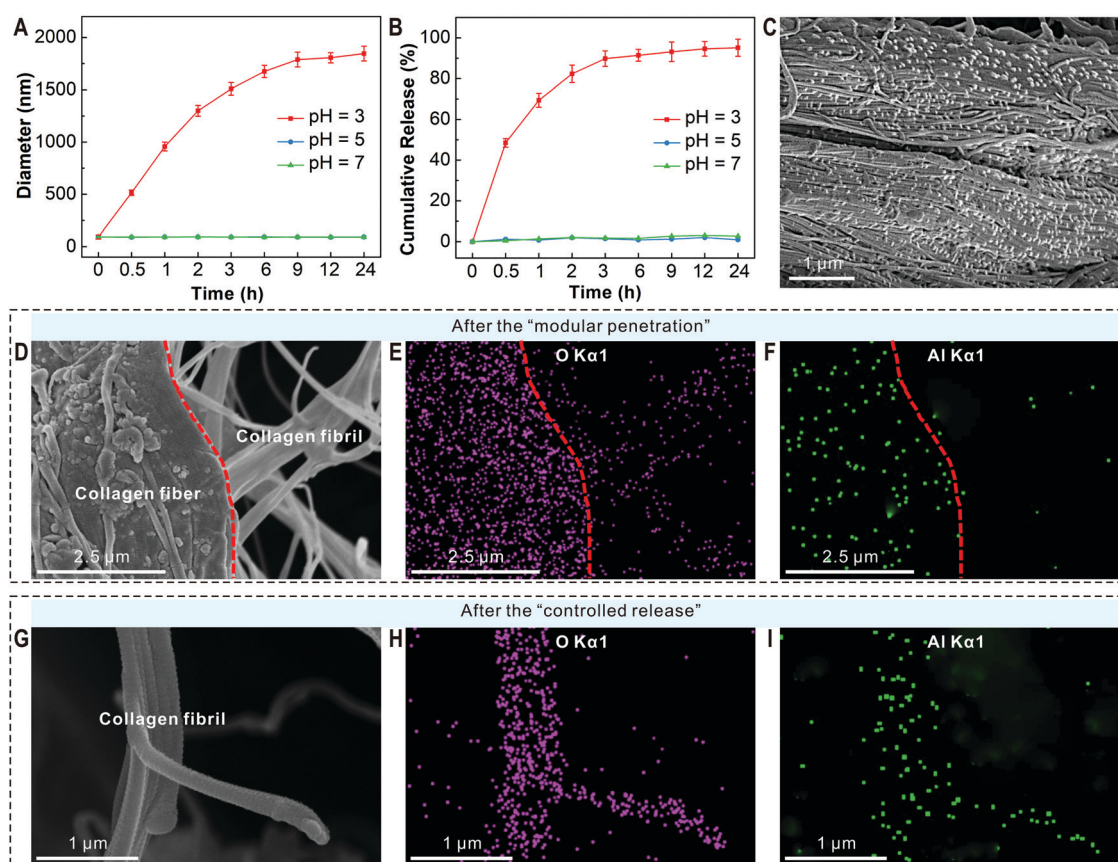 A
Diameter (nm)
2000
1500
1000
500
0
pH = 3
pH = 5
pH = 7
0 0.5 1 2 3 6 9 12 24
Time (h)
B
Cumulative Release (%)
100
80
60
40
20
0
pH = 3
pH = 5
pH = 7
0 0.5 1 2 3 6 9 12 24
Time (h)
C
1 μm
After the “modular penetration”
D
Collagen fibril
Collagen fiber
2.5 μm
E
O Kα1
2.5 μm
F
Al Kα1
2.5 μm
After the “controlled release”
G
Collagen fibril
1 μm
H
O Kα1
1 μm
I
Al Kα1
1 μm